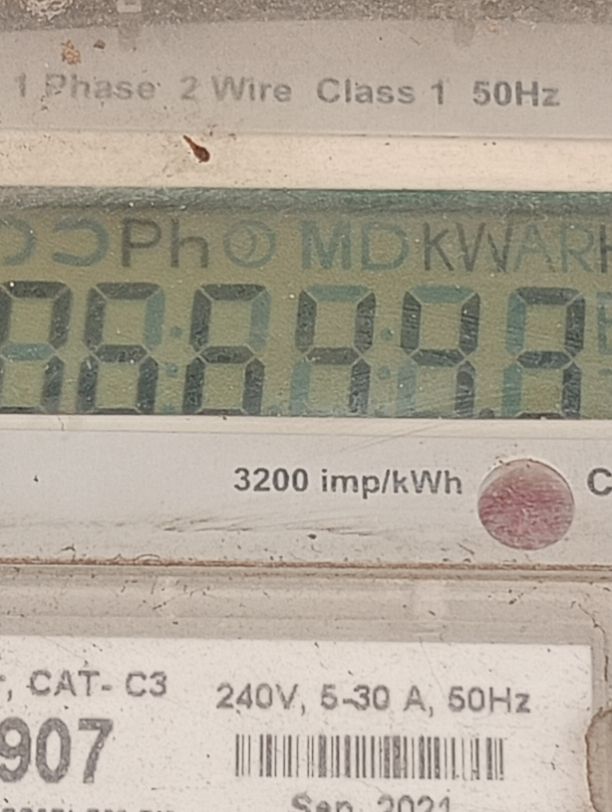 1 Phase 2 Wire Class 1 50Hz
Ph MD KWAR
3200 imp/kWh
CAT- C3
907
240V, 5-30 A, 50Hz
Sep. 2021